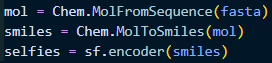 mol = Chem.MolFromSequence(fasta)
smiles = Chem.MolToSmiles(mol)
selfies = sf.encoder(smiles)